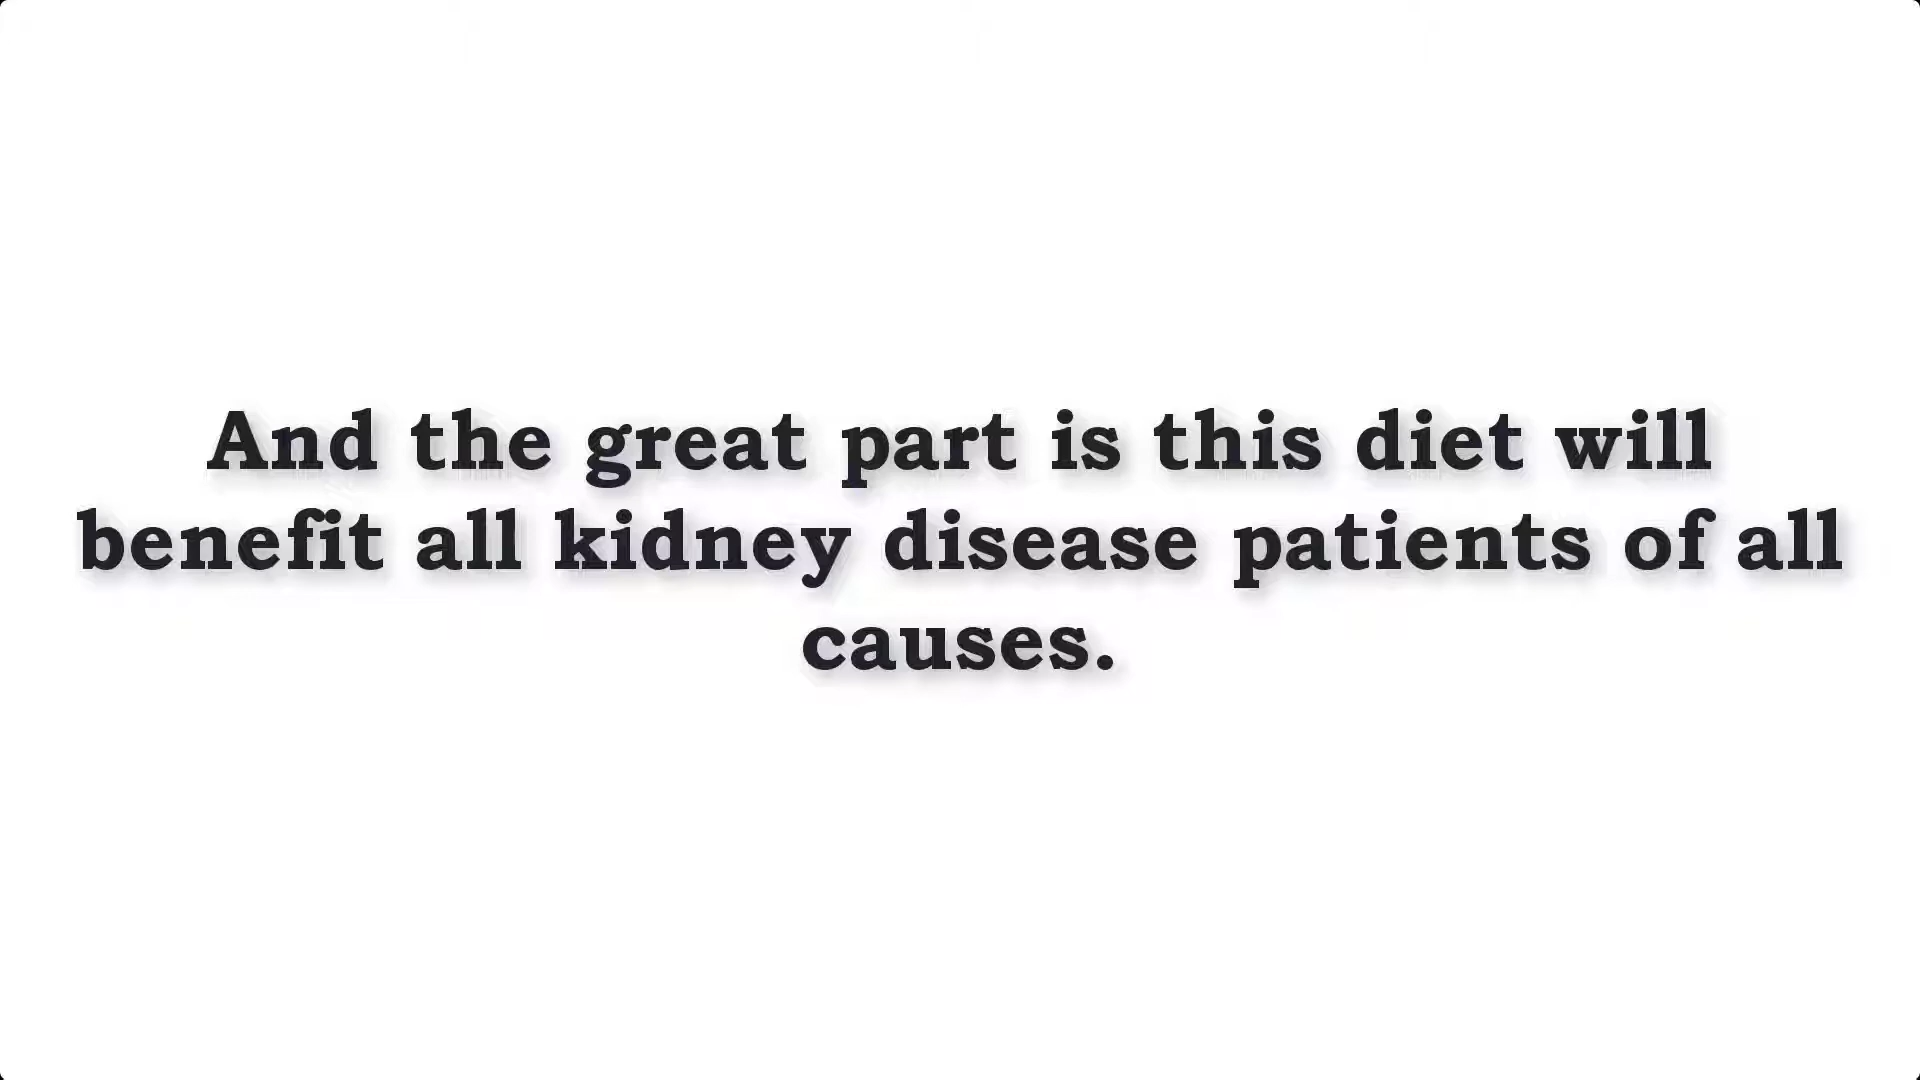 And the great part is this diet will
benefit all kidney disease patients of all
causes.